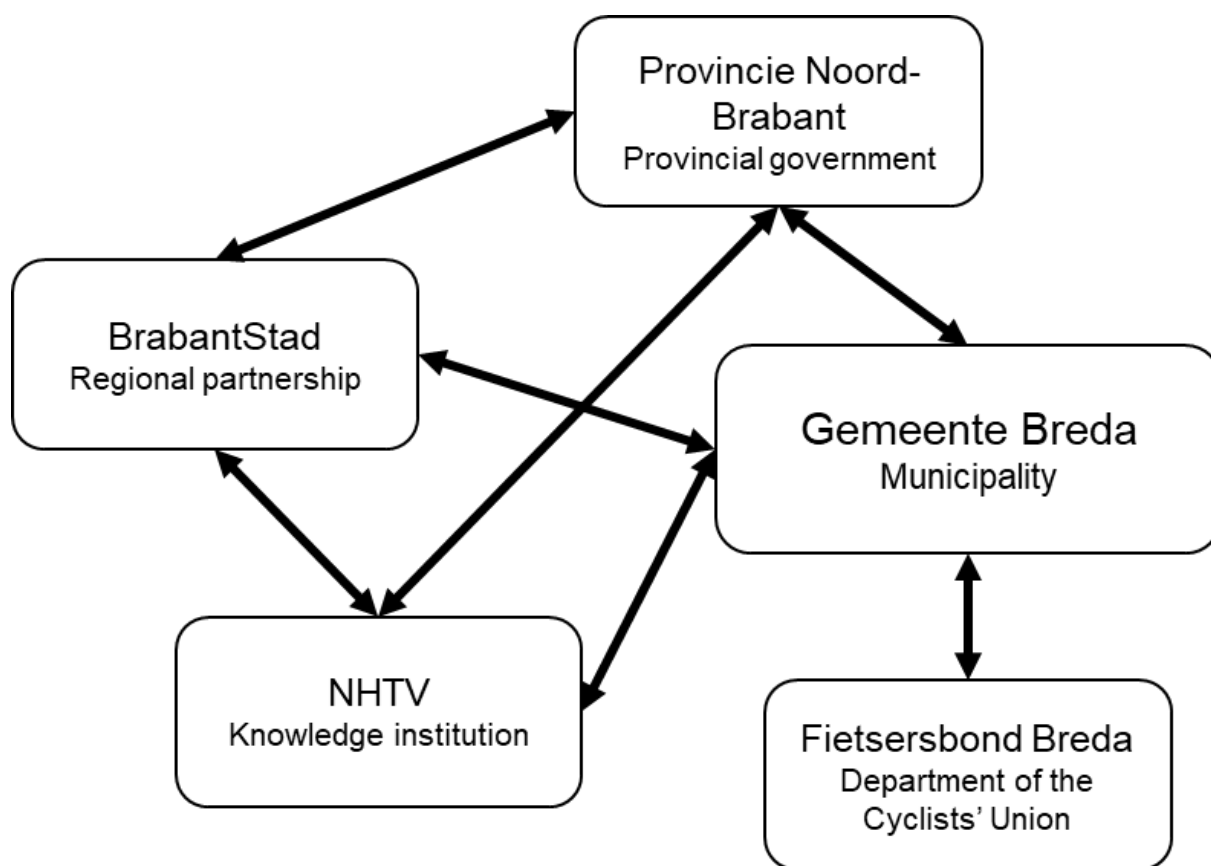 Provincie Noord-
Brabant
Provincial government
BrabantStad
Regional partnership
Gemeente Breda
Municipality
NHTV
Knowledge institution
Fietsersbond Breda
Department of the
Cyclists’ Union